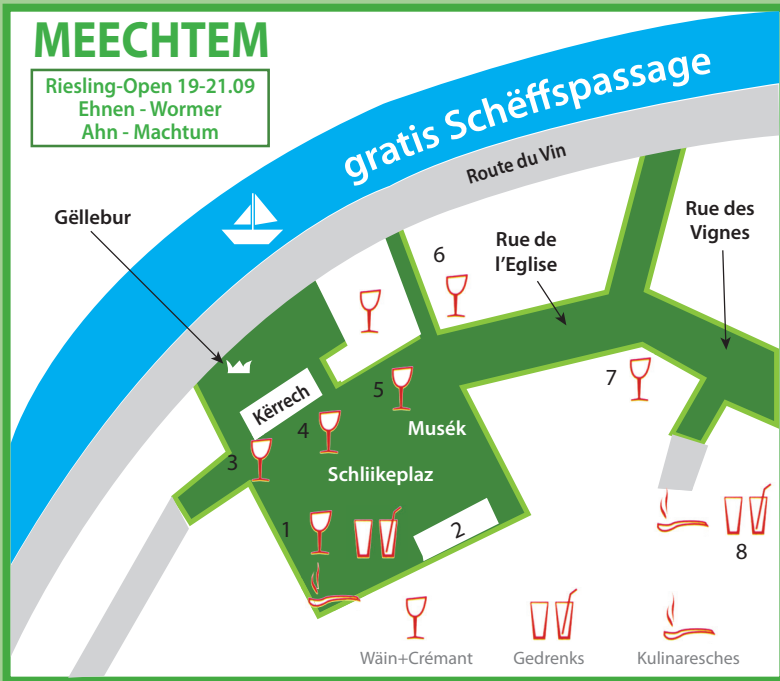 MEECHTEM
Riesling-Open 19-21.09
Ehnen - Wormer
Ahn - Machtum
gratis Schëffspassage
Route du Vin
Gëllebur
Rue des
Vignes
Rue de
l'Eglise
6
7
5
Kërrech
4
Musék
3
Schliikeplaz
1
2
8
Wäin+Crémant
Gedrenks
Kulinaresches